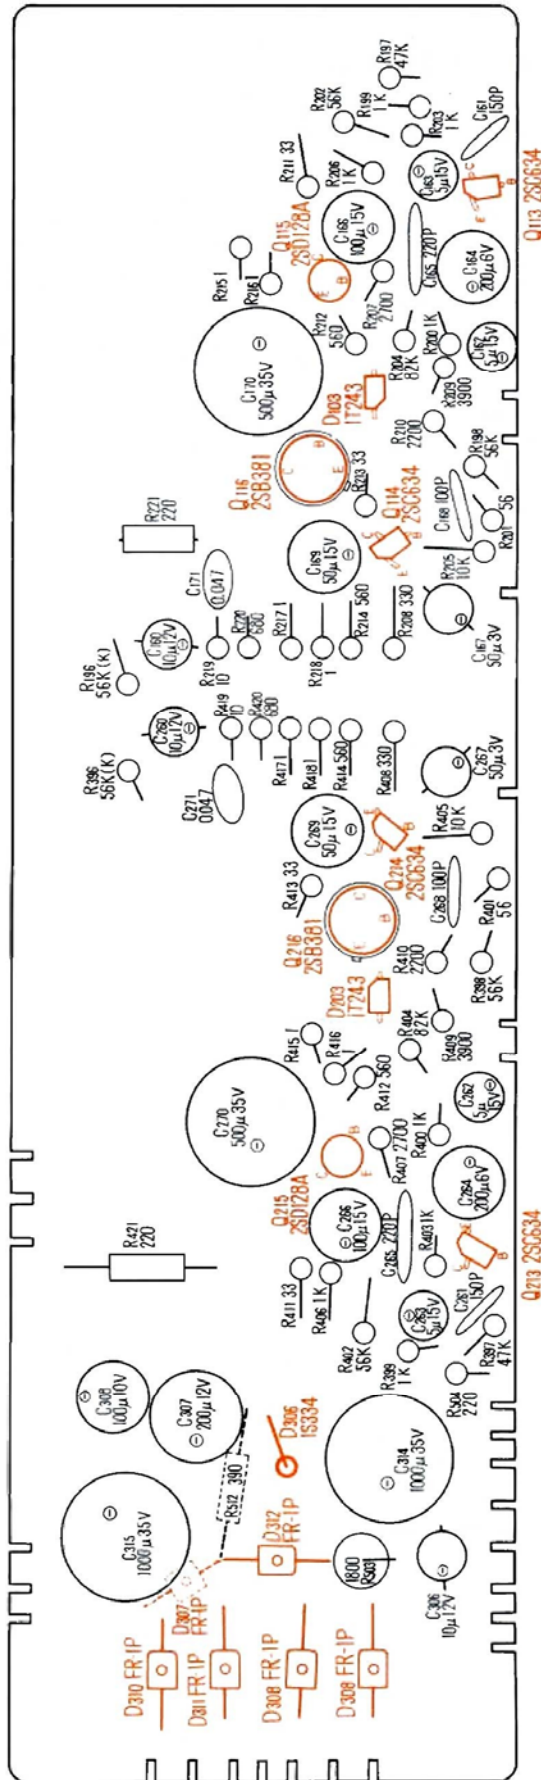 R197
47K
R202
56K
R199
1K
R203
1K
C161
150P
R211 33
R206
1K
C163
5μ15V
Q113 2SC634
Q115
2SD128A
C166
100μ15V
C165 220P
C164
200μ6V
R215 1
R216 1
R207
2700
R212
560
R204
82K
R200 1K
C162
5μ15V
C170
500μ35V
D103
1T243
R209
3900
R210
2200
R198
56K
Q116
2SB381
R213 33
Q114
2SC634
C168 100P
R201
56
R221
220
C171
0.047
C169
50μ15V
R205
10K
C160
10μ12V
R220
680
R217 1
R214 560
R208 330
C167
50μ3V
R196
56K(K)
R219
10
R218
1
R419
10
R420
680
C260
10μ12V
R396
56K(K)
R417 1
R418 1
R414 560
R408 330
C267
50μ3V
C271
0.047
C269
50μ15V
R405
10K
R413 33
Q214
2SC634
C268 100P
R401
56
Q216
2SB381
R410
2200
R398
56K
D203
1T243
R404
82K
R409
3900
R415 1
R416
1
R412 560
C262
5μ
15V
C270
500μ35V
R407 2700
R400 1K
Q215
2SD128A
C264
200μ6V
C266
100μ15V
C265 220P
R403 1K
Q213 2SC634
R421
220
R411 33
R406 1K
C261
150P
C263
5μ15V
R402
56K
R399
1K
R397
47K
R504
220
C308
100μ10V
C307
200μ12V
D306
1S334
C314
1000μ35V
R512 390
C315
1000μ35V
D312
FR-1P
1800
R503
D307
FR-1P
C306
10μ12V
D310 FR-1P
D311 FR-1P
D308 FR-1P
D308 FR-1P